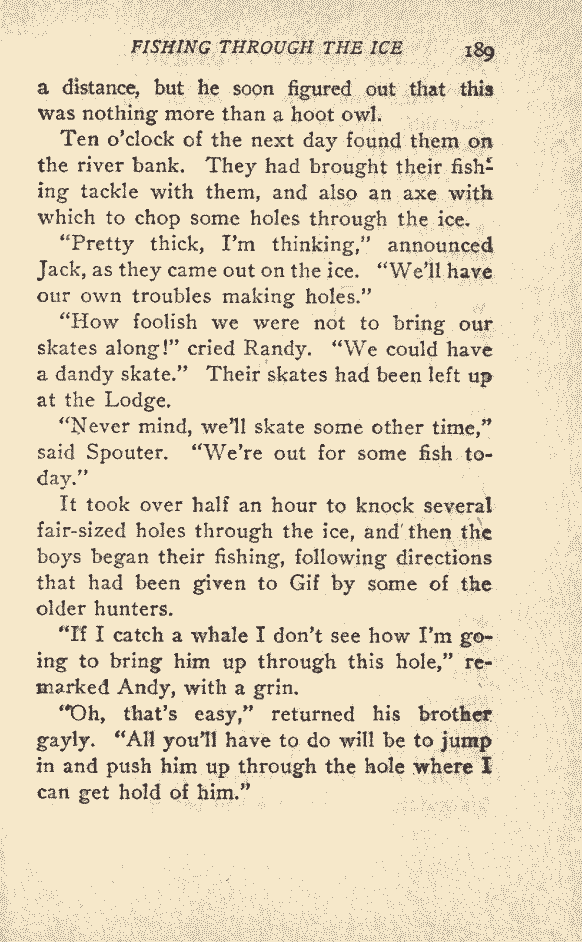 FISHING THROUGH THE ICE 189
a distance, but he soon figured out that this
was nothing more than a hoot owl.
Ten o'clock of the next day found them on
the river bank. They had brought their fish-
ing tackle with them, and also an axe with
which to chop some holes through the ice.
"Pretty thick, I'm thinking," announced
Jack, as they came out on the ice. "We'll have
our own troubles making holes."
"How foolish we were not to bring our
skates along!" cried Randy. "We could have
a dandy skate." Their skates had been left up
at the Lodge.
"Never mind, we'll skate some other time,"
said Spouter. "We're out for some fish to-
day."
It took over half an hour to knock several
fair-sized holes through the ice, and then the
boys began their fishing, following directions
that had been given to Gif by some of the
older hunters.
"If I catch a whale I don't see how I'm go-
ing to bring him up through this hole," re-
marked Andy, with a grin.
"Oh, that's easy," returned his brother
gayly. "All you'll have to do will be to jump
in and push him up through the hole where I
can get hold of him."